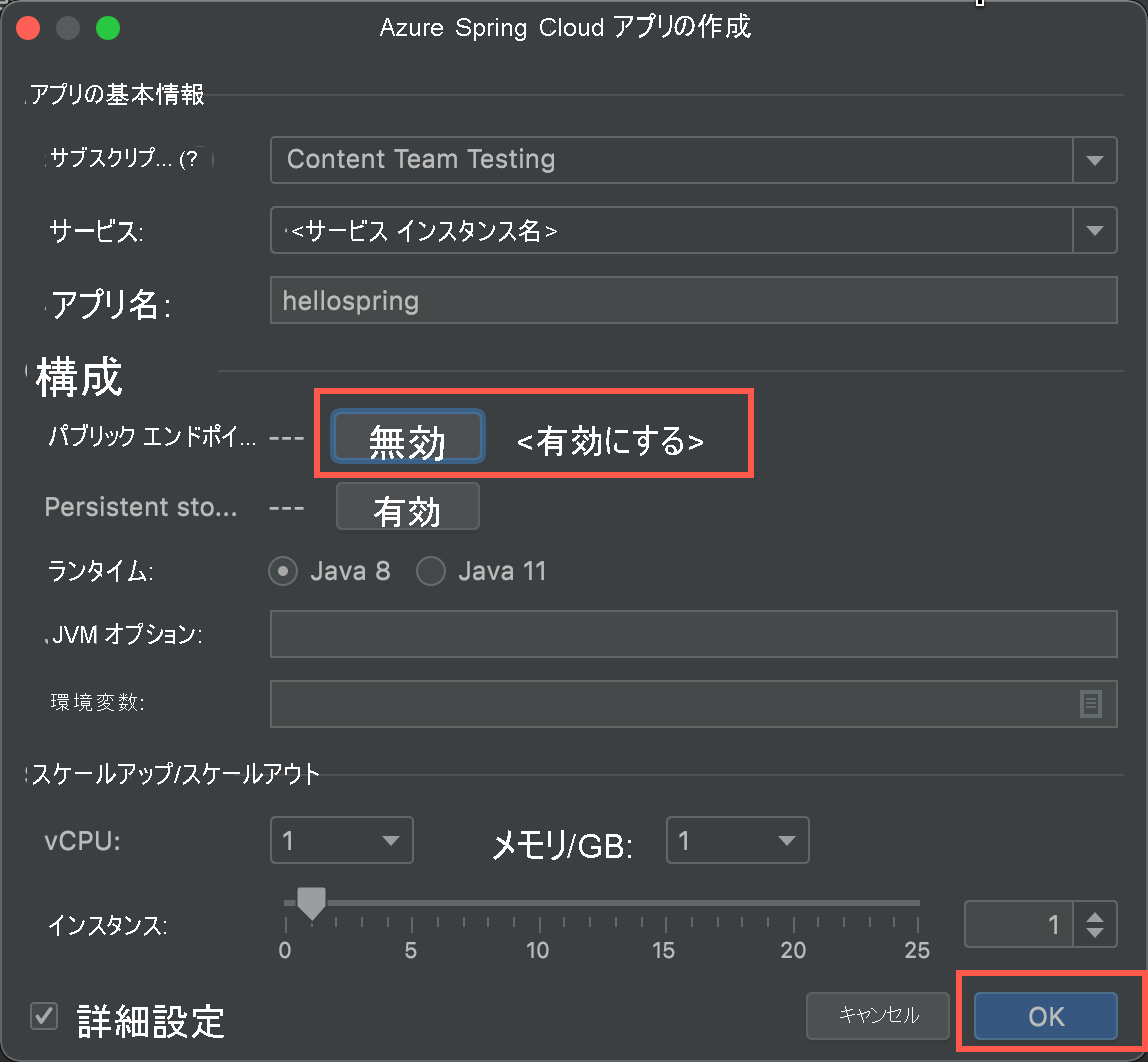 Azure Spring Cloud アプリの作成
アプリの基本情報
サブスクリプ... (?
Content Team Testing
サービス:
<サービス インスタンス名>
アプリ名:
hellospring
構成
パブリック エンドポイ... --- 無効 <有効にする>
Persistent sto... --- 有効
ランタイム: Java 8 Java 11
JVM オプション:
環境変数:
スケールアップ/スケールアウト
vCPU: 1 メモリ/GB: 1
インスタンス: 1
0 5 10 15 20 25
詳細設定 キャンセル OK